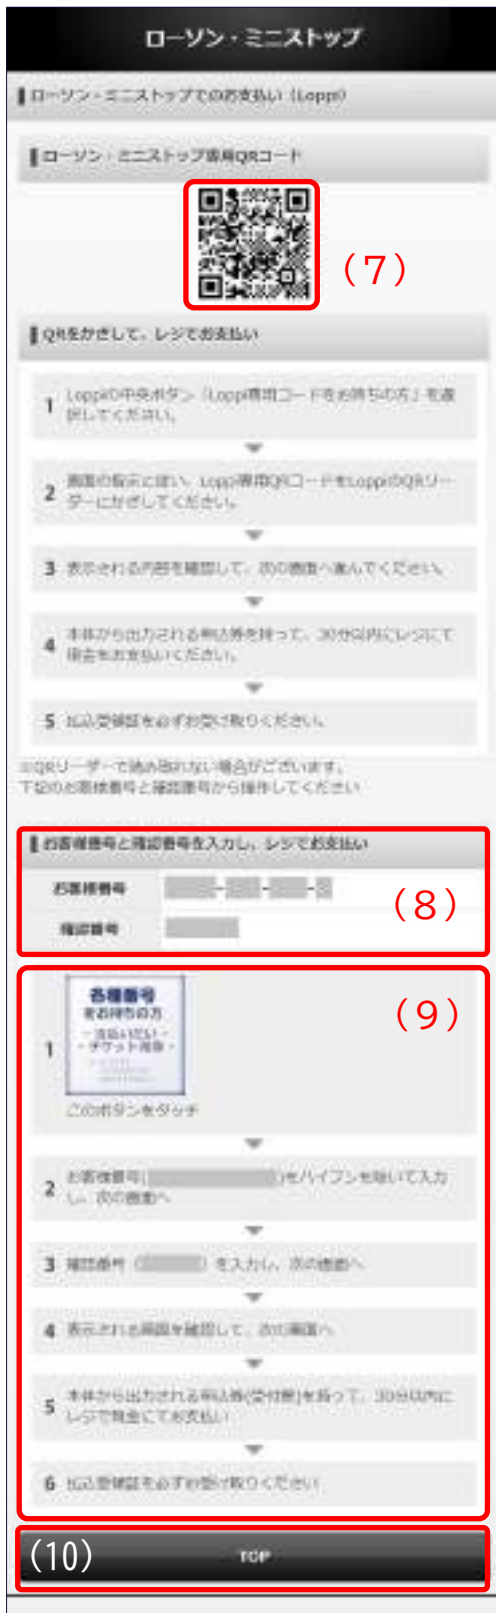 ローソン・ミニストップ
ローソン・ミニストップでのお支払い（Loppi）
ローソン・ミニストップ専用QRコード
（7）
QRをかざして、レジでお支払い
1 Loppiの中央ボタン「Loppi専用コードをお持ちの方」を選
択してください。
2 画面の指示に従い、Loppi専用QRコードをLoppiのQRリー
ダーにかざしてください。
3 表示される内容を確認して、次の画面へ進んでください。
4 本体から出力される申込券を持って、30分以内にレジにて
現金をお支払いください。
5 払込受領証を必ずお受け取りください。
※QRリーダーで読み取れない場合がございます。
下記のお客様番号と確認番号から操作してください
お客様番号と確認番号を入力し、レジでお支払い
（8）
お客様番号 - - -
確認番号
（9）
各種番号
をお持ちの方
1
このボタンをタッチ
2 お客様番号( )をハイフンを除いて入力
し、次の画面へ
3 確認番号（ ）を入力し、次の画面へ
4 表示される画面を確認して、次の画面へ
5 本体から出力される申込券(受付票)を持って、30分以内に
レジで現金にてお支払い
6 払込受領証を必ずお受け取りください
(10) TOP